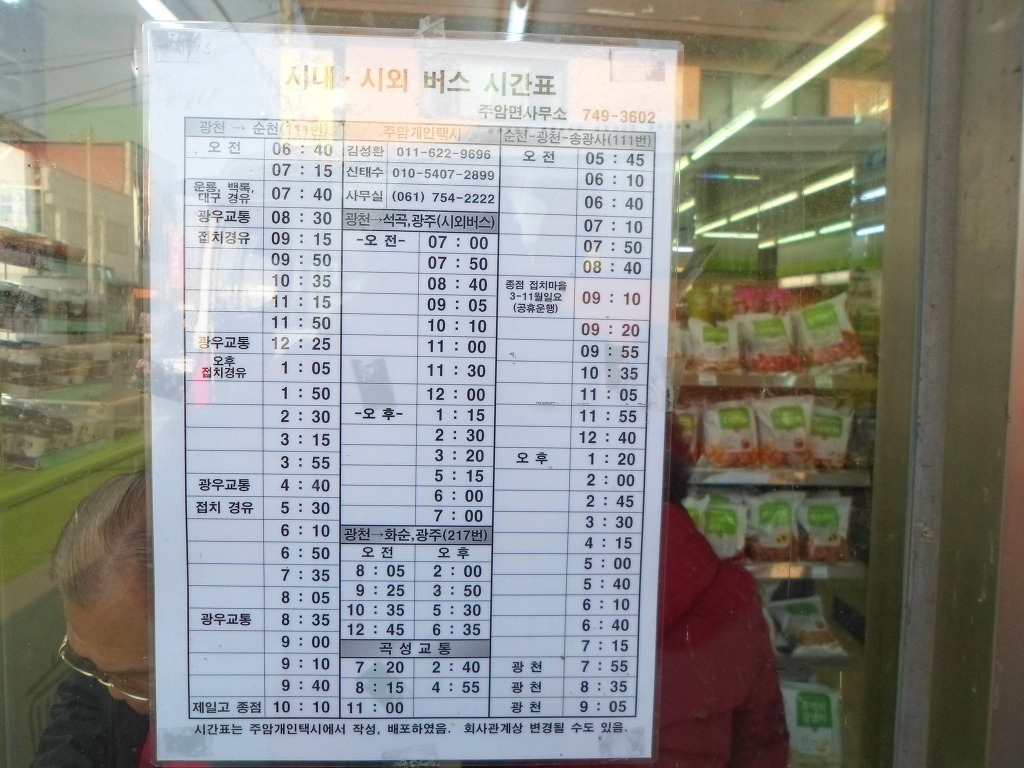 시내·시외 버스 시간표
주암면사무소 749-3602
광천 → 순천(111번)
오 전 06 : 40
07 : 15
운룡, 백록, 대구 경유 07 : 40
광우교통 08 : 30
접치경유 09 : 15
09 : 50
10 : 35
11 : 15
11 : 50
광우교통 12 : 25
오후 접치경유 1 : 05
1 : 50
2 : 30
3 : 15
3 : 55
광우교통 4 : 40
접치 경유 5 : 30
6 : 10
6 : 50
7 : 35
8 : 05
광우교통 8 : 35
9 : 00
9 : 10
9 : 40
제일고 종점 10 : 10
주암개인택시
김성환 011-622-9696
신태수 010-5407-2899
사무실 (061) 754-2222
광천→석곡,광주(시외버스)
-오 전- 07 : 00
07 : 50
08 : 40
09 : 05
10 : 10
11 : 00
11 : 30
12 : 00
-오 후- 1 : 15
2 : 30
3 : 20
5 : 15
6 : 00
7 : 00
광천→화순,광주(217번)
오 전 오 후
8 : 05 2 : 00
9 : 25 3 : 50
10 : 35 5 : 30
12 : 45 6 : 35
곡 성 교 통
7 : 20 2 : 40
8 : 15 4 : 55
11 : 00
순천-광천-송광사(111번)
오 전 05 : 45
06 : 10
06 : 40
07 : 10
07 : 50
08 : 40
종점 접치마을 3-11월일요 (공휴운행) 09 : 10
09 : 20
09 : 55
10 : 35
11 : 05
11 : 55
12 : 40
오 후 1 : 20
2 : 00
2 : 45
3 : 30
4 : 15
5 : 00
5 : 40
6 : 10
6 : 40
7 : 15
광 천 7 : 55
광 천 8 : 35
광 천 9 : 05
시간표는 주암개인택시에서 작성, 배포하였음. 회사관계상 변경될 수도 있음.